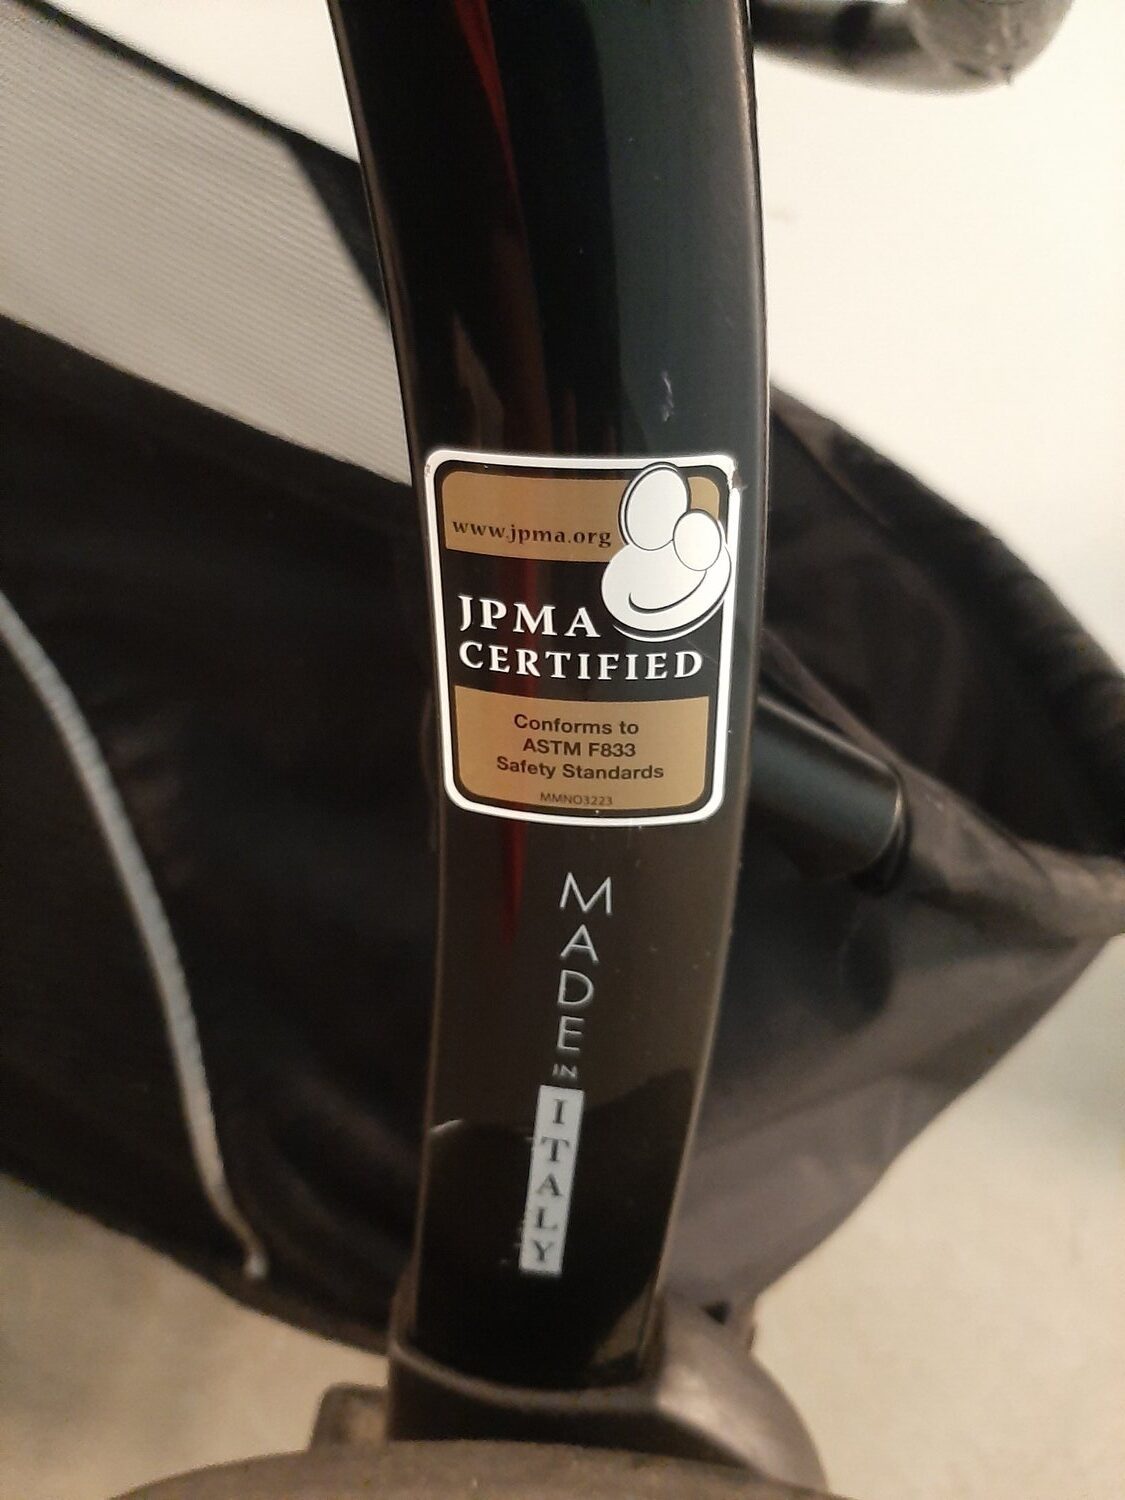 www.jpma.org
JPMA
CERTIFIED
Conforms to
ASTM F833
Safety Standards
MMNO3223
MADE
IN
ITALY